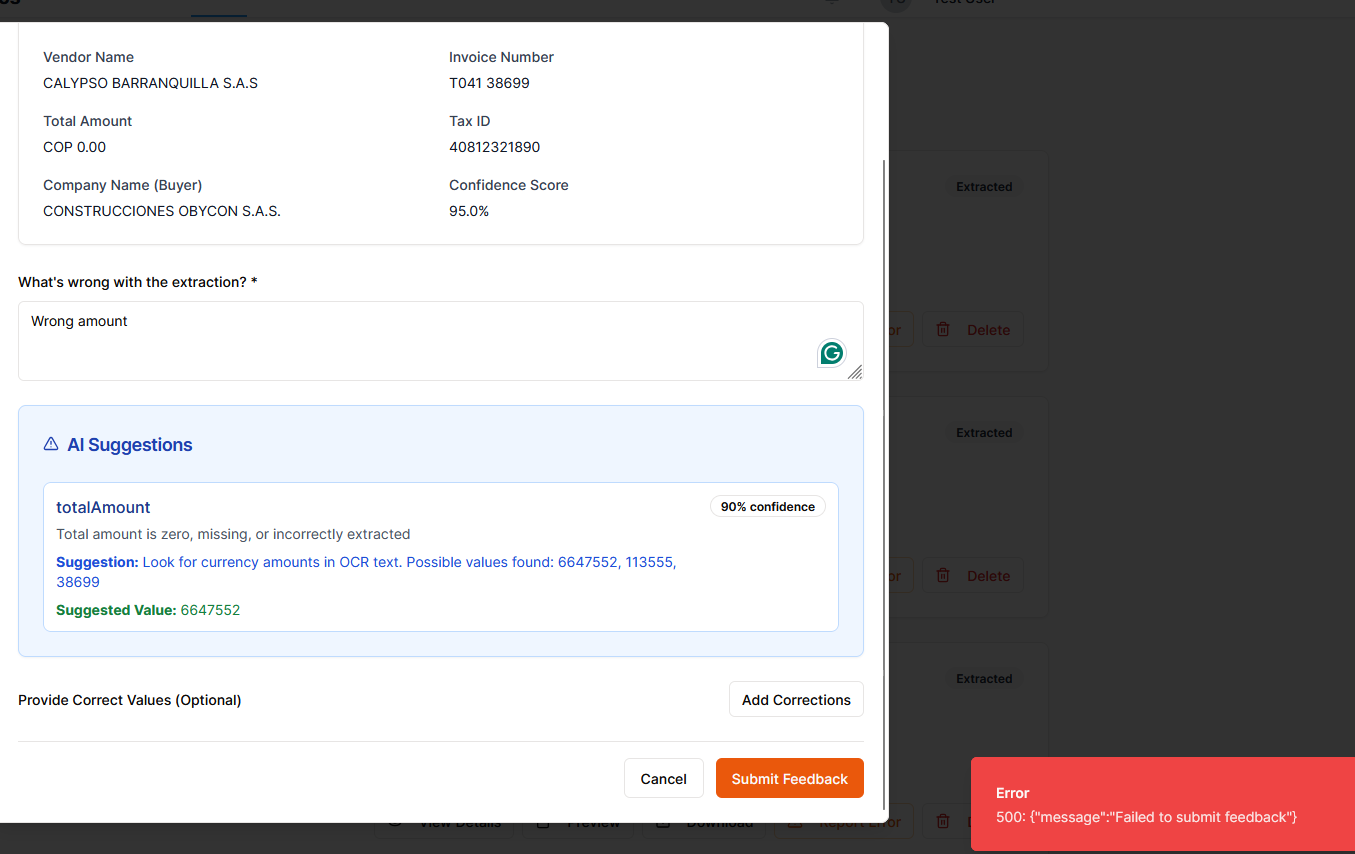 Test User
Vendor Name
Invoice Number
CALYPSO BARRANQUILLA S.A.S
T041 38699
Total Amount
Tax ID
COP 0.00
40812321890
Company Name (Buyer)
Confidence Score
CONSTRUCCIONES OBYCON S.A.S.
95.0%
Extracted
What's wrong with the extraction? *
Wrong amount
Delete
AI Suggestions
Extracted
totalAmount
90% confidence
Total amount is zero, missing, or incorrectly extracted
Suggestion: Look for currency amounts in OCR text. Possible values found: 6647552, 113555,
38699
Delete
Suggested Value: 6647552
Extracted
Provide Correct Values (Optional)
Add Corrections
Cancel
Submit Feedback
Error
500: {"message":"Failed to submit feedback"}
View Details
Preview
Download
Report Error